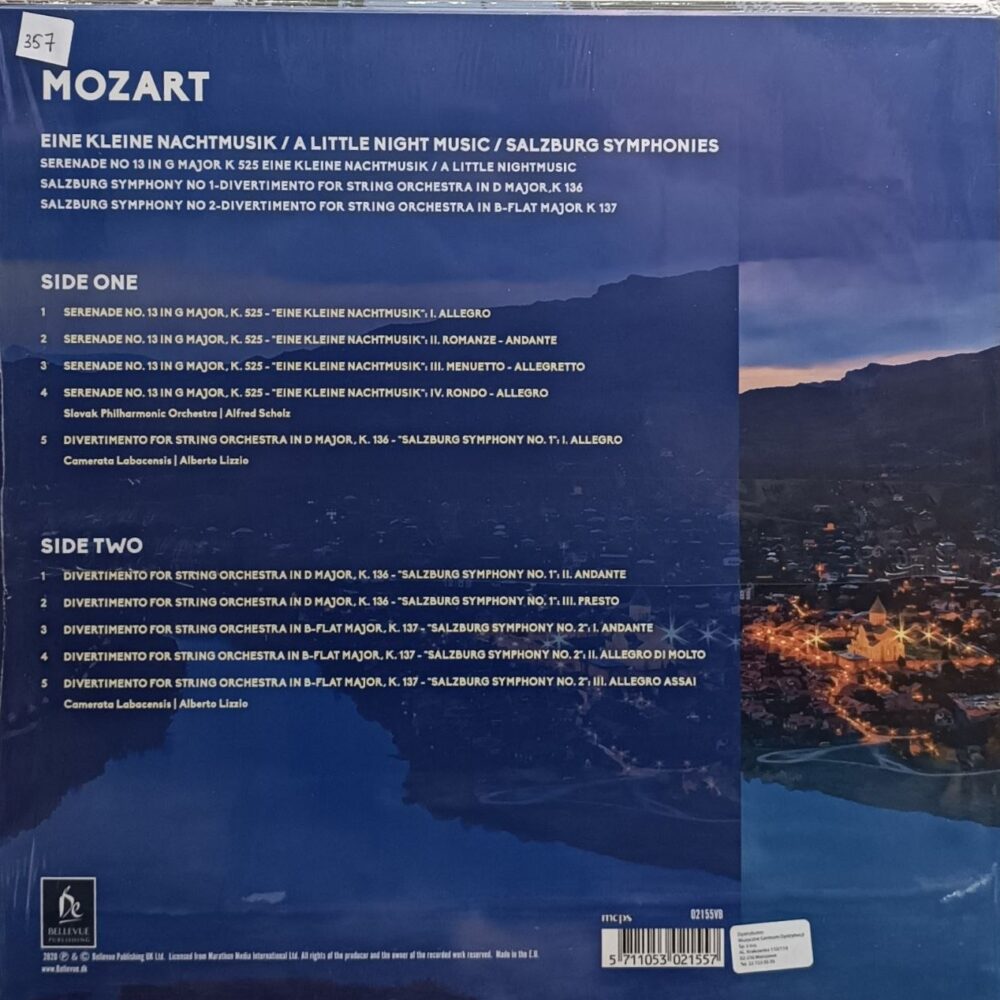 357
MOZART
EINE KLEINE NACHTMUSIK / A LITTLE NIGHT MUSIC / SALZBURG SYMPHONIES
SERENADE NO 13 IN G MAJOR K 525 EINE KLEINE NACHTMUSIK / A LITTLE NIGHTMUSIC
SALZBURG SYMPHONY NO 1-DIVERTIMENTO FOR STRING ORCHESTRA IN D MAJOR,K 136
SALZBURG SYMPHONY NO 2-DIVERTIMENTO FOR STRING ORCHESTRA IN B-FLAT MAJOR K 137
SIDE ONE
1 SERENADE NO. 13 IN G MAJOR, K. 525 - "EINE KLEINE NACHTMUSIK": I. ALLEGRO
2 SERENADE NO. 13 IN G MAJOR, K. 525 - "EINE KLEINE NACHTMUSIK": II. ROMANZE - ANDANTE
3 SERENADE NO. 13 IN G MAJOR, K. 525 - "EINE KLEINE NACHTMUSIK": III. MENUETTO - ALLEGRETTO
4 SERENADE NO. 13 IN G MAJOR, K. 525 - "EINE KLEINE NACHTMUSIK": IV. RONDO - ALLEGRO
Slovak Philharmonic Orchestra | Alfred Scholz
5 DIVERTIMENTO FOR STRING ORCHESTRA IN D MAJOR, K. 136 - "SALZBURG SYMPHONY NO. 1": I. ALLEGRO
Camerata Labacensis | Alberto Lizzio
SIDE TWO
1 DIVERTIMENTO FOR STRING ORCHESTRA IN D MAJOR, K. 136 - "SALZBURG SYMPHONY NO. 1": II. ANDANTE
2 DIVERTIMENTO FOR STRING ORCHESTRA IN D MAJOR, K. 136 - "SALZBURG SYMPHONY NO. 1": III. PRESTO
3 DIVERTIMENTO FOR STRING ORCHESTRA IN B-FLAT MAJOR, K. 137 - "SALZBURG SYMPHONY NO. 2": I. ANDANTE
4 DIVERTIMENTO FOR STRING ORCHESTRA IN B-FLAT MAJOR, K. 137 - "SALZBURG SYMPHONY NO. 2": II. ALLEGRO DI MOLTO
5 DIVERTIMENTO FOR STRING ORCHESTRA IN B-FLAT MAJOR, K. 137 - "SALZBURG SYMPHONY NO. 2": III. ALLEGRO ASSAI
Camerata Labacensis | Alberto Lizzio
BELLEVUE
PUBLISHING
mcps 02155VB
2020 ℗ & © Bellevue Publishing UK Ltd. Licensed from Marathon Media International Ltd. All rights of the producer and the owner of the recorded work reserved. Made in the E.U.
www.Bellevue.dk
5 711053 021557